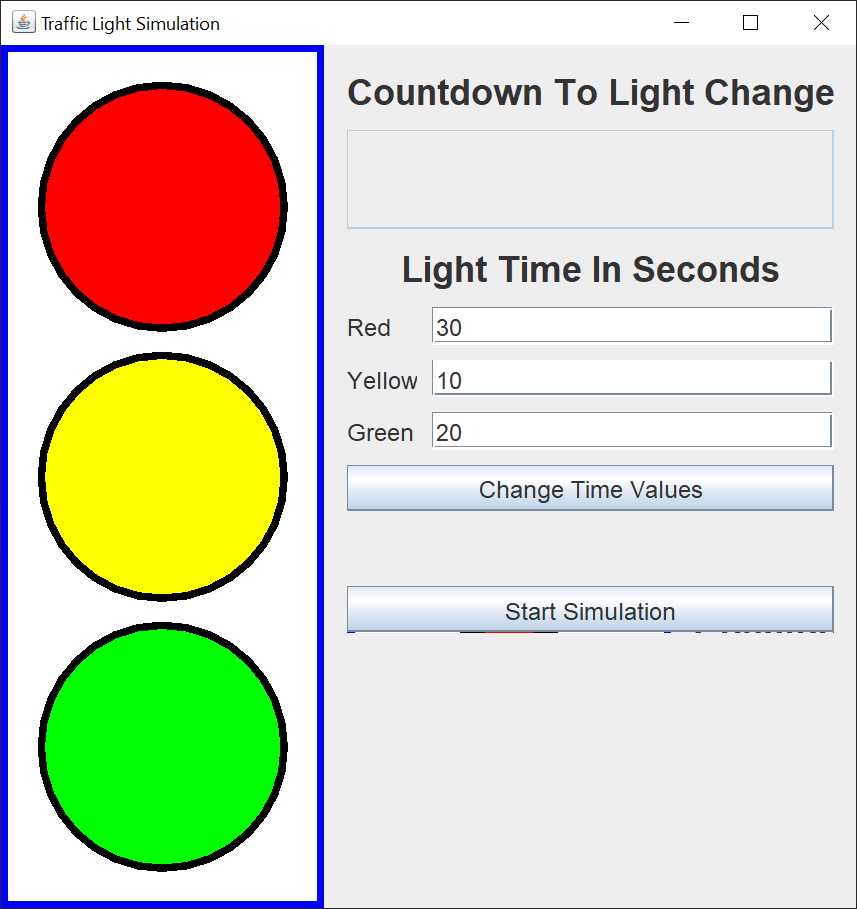 Traffic Light Simulation
Countdown To Light Change
Light Time In Seconds
Red 30
Yellow 10
Green 20
Change Time Values
Start Simulation